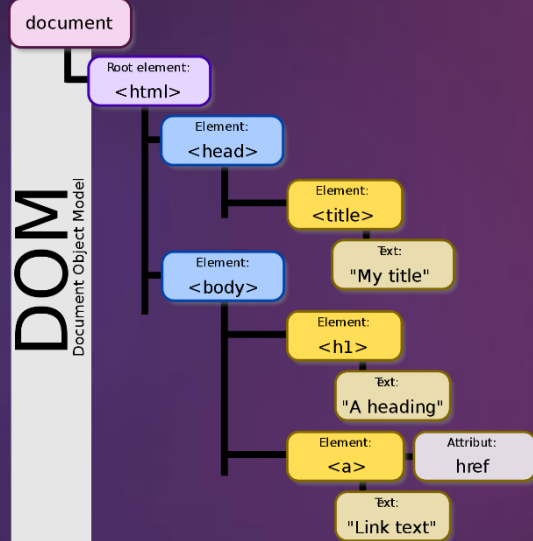 document
Root element:
<html>
Element:
<head>
Element:
<title>
Text:
"My title"
Element:
<body>
Element:
<h1>
Text:
"A heading"
Element:
<a>
Attribut:
href
Text:
"Link text"
DOM
Document Object Model